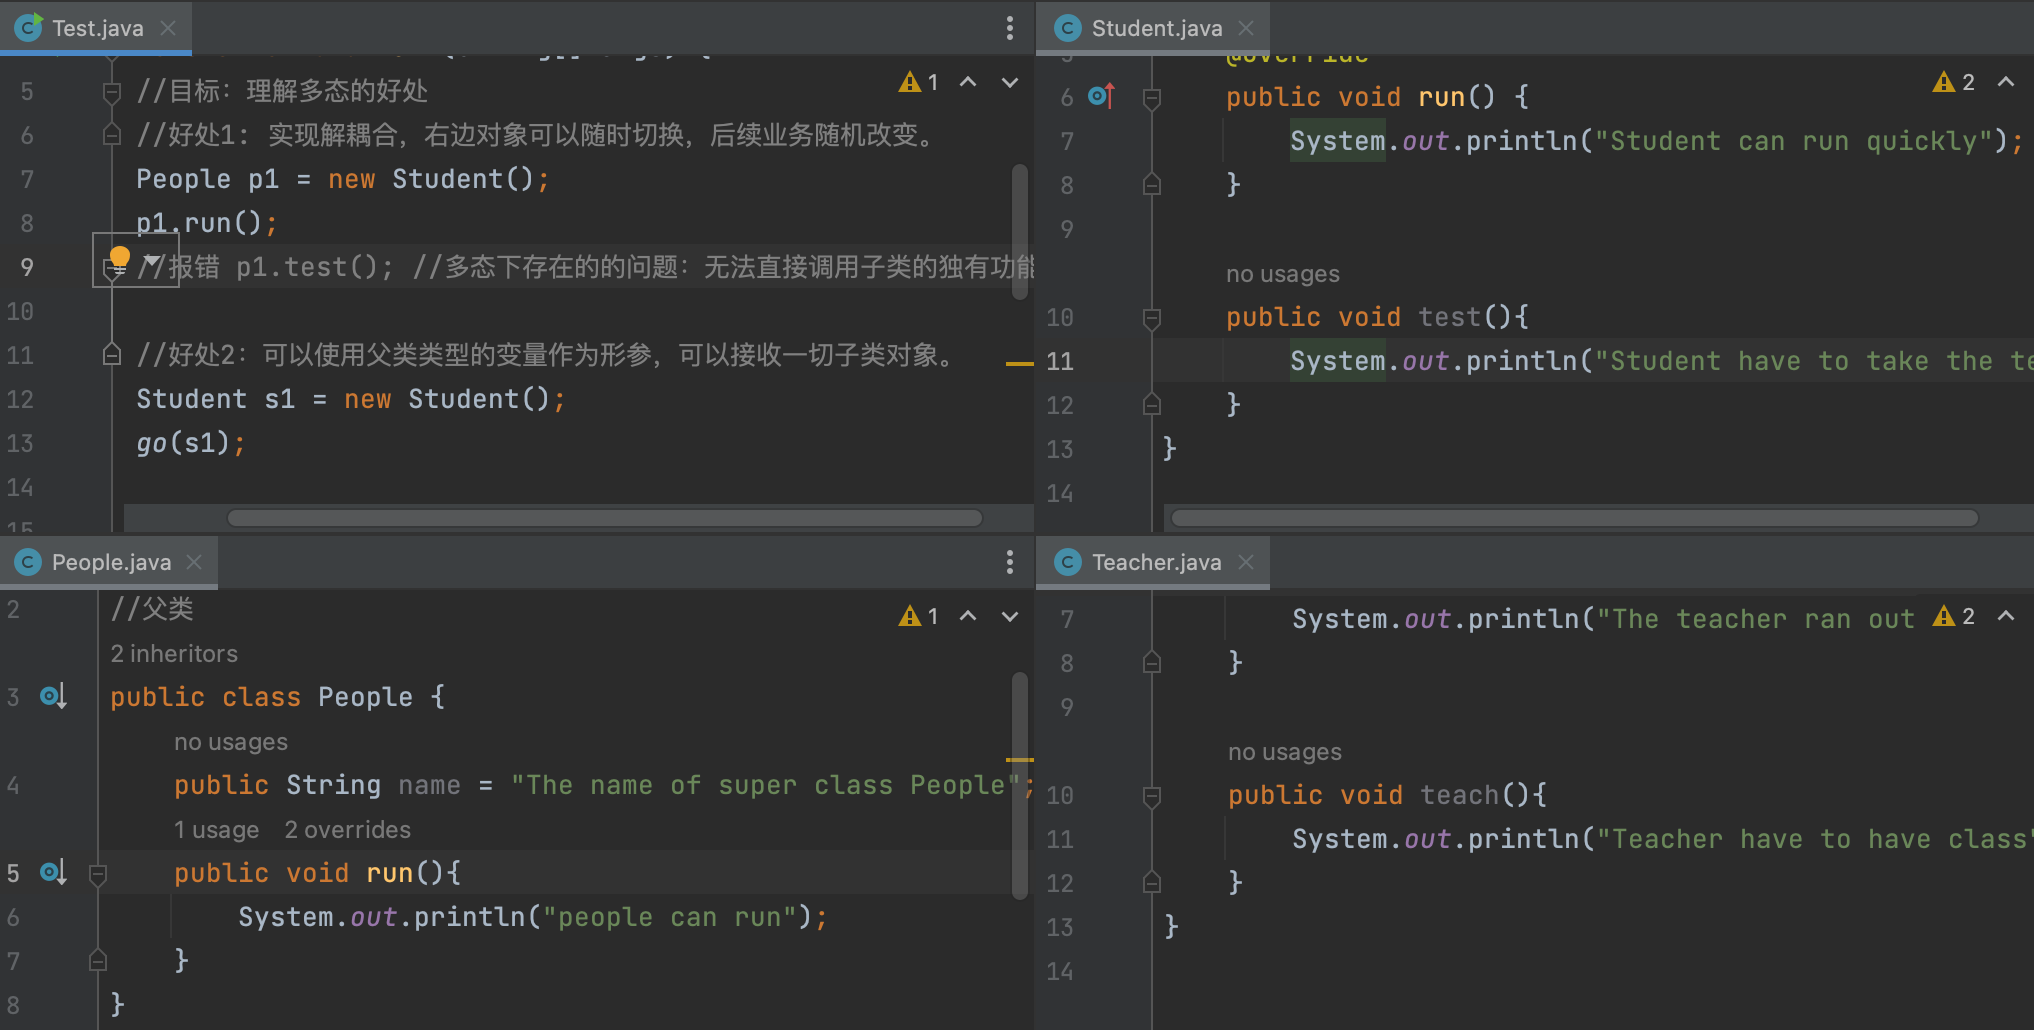 Test.java
5 //目标：理解多态的好处
1
6 //好处1: 实现解耦合，右边对象可以随时切换，后续业务随机改变。
7 People p1 = new Student();
8 p1.run();
9 //报错 p1.test(); //多态下存在的的问题：无法直接调用子类的独有功能
10
11 //好处2：可以使用父类类型的变量作为形参，可以接收一切子类对象。
12 Student s1 = new Student();
13 go(s1);
14
15
Student.java
@Override
2
6 public void run() {
7 System.out.println("Student can run quickly");
8 }
9
no usages
10 public void test(){
11 System.out.println("Student have to take the te
12 }
13 }
14
People.java
2 //父类
1
2 inheritors
3 public class People {
no usages
4 public String name = "The name of super class People";
1 usage 2 overrides
5 public void run(){
6 System.out.println("people can run");
7 }
8 }
Teacher.java
7 System.out.println("The teacher ran out
2
8 }
9
no usages
10 public void teach(){
11 System.out.println("Teacher have to have class"
12 }
13 }
14